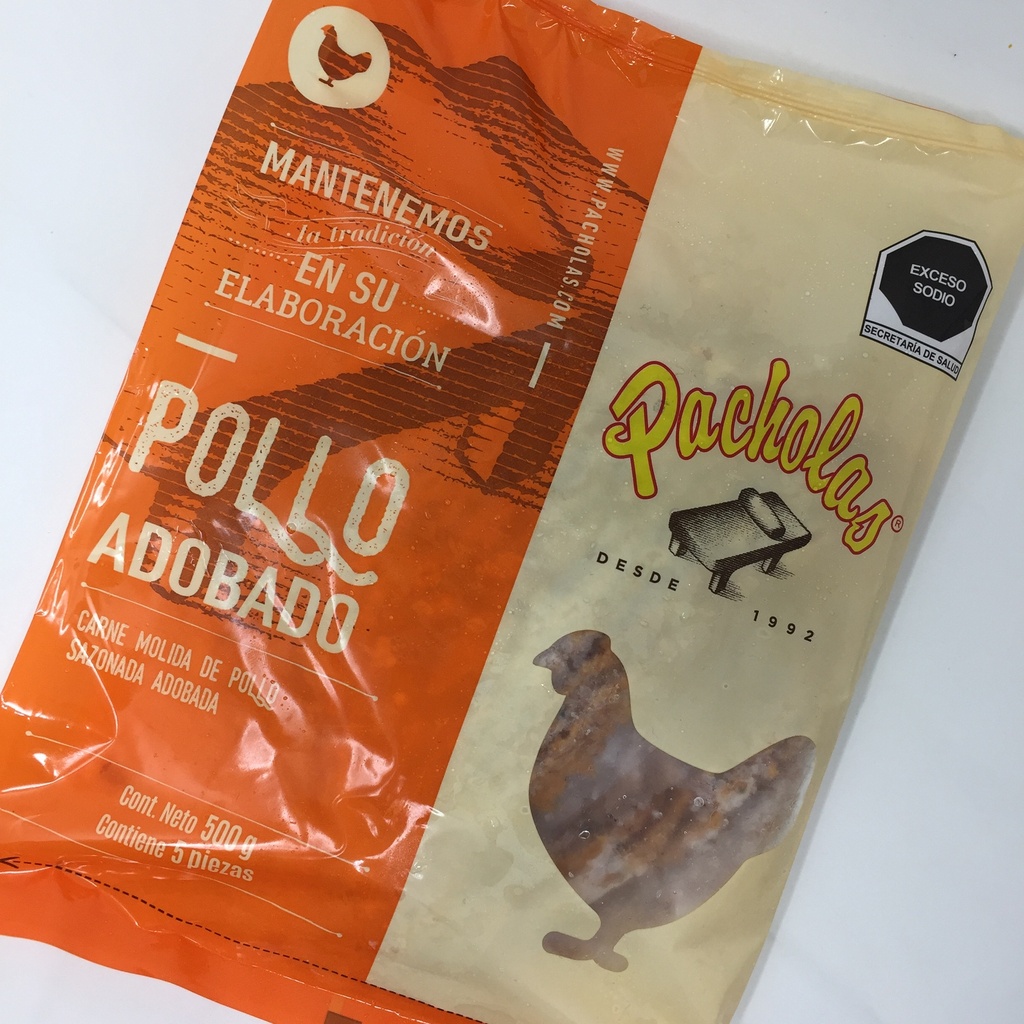 MANTENEMOS
la tradición
EN SU
ELABORACIÓN
WWW.PACHOLAS.COM
POLLO
ADOBADO
CARNE MOLIDA DE POLLO
SAZONADA ADOBADA
Cont. Neto 500 g
Contiene 5 piezas
EXCESO
SODIO
SECRETARÍA DE SALUD
Pacholas®
DESDE
1992